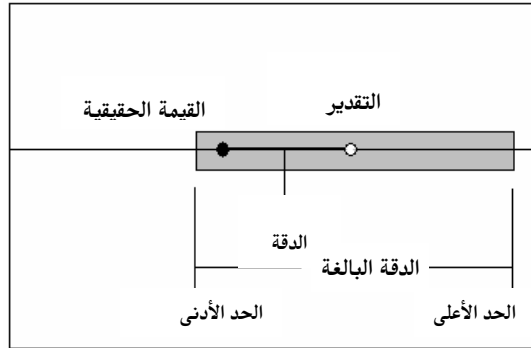 التقدير
القيمة الحقيقية
الدقة
الدقة البالغة
الحد الأعلى
الحد الأدنى